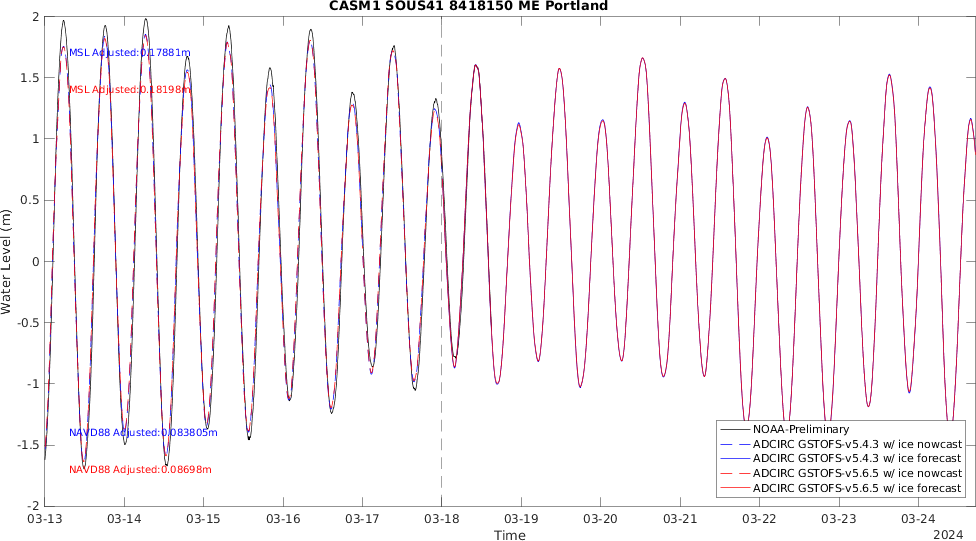 CASM1 SOUS41 8418150 ME Portland
2
MSL Adjusted:0.17881m
1.5
MSL Adjusted:0.18198m
1
0.5
Water Level (m)
0
-0.5
-1
NAVD88 Adjusted:0.083805m
-1.5
NAVD88 Adjusted:0.08698m
-2
NOAA-Preliminary
ADCIRC GSTOFS-v5.4.3 w/ ice nowcast
ADCIRC GSTOFS-v5.4.3 w/ ice forecast
ADCIRC GSTOFS-v5.6.5 w/ ice nowcast
ADCIRC GSTOFS-v5.6.5 w/ ice forecast
03-13 03-14 03-15 03-16 03-17 03-18 03-19 03-20 03-21 03-22 03-23 03-24
Time
2024